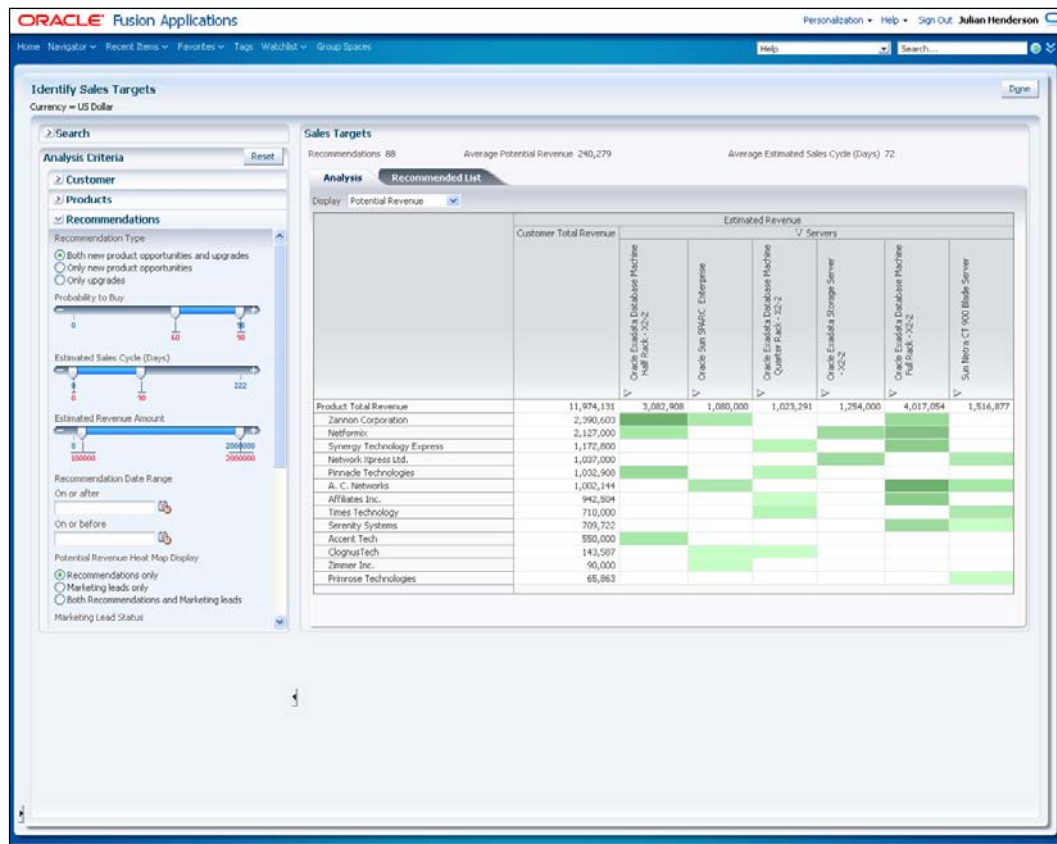 ORACLE Fusion Applications
Personalization Help Sign Out Julian Henderson
Home Navigator Recent Items Favorites Tags Watchlist Group Spaces
Help Search...
Identify Sales Targets
Done
Currency = US Dollar
Search
Analysis Criteria
Reset
Customer
Products
Recommendations
Recommendation Type
Both new product opportunities and upgrades
Only new product opportunities
Only upgrades
Probability to Buy
0 90
60 90
Estimated Sales Cycle (Days)
0 222
0 90
Estimated Revenue Amount
0 2000000
100000 2000000
Recommendation Date Range
On or after
On or before
Potential Revenue Heat Map Display
Recommendations only
Marketing leads only
Both Recommendations and Marketing leads
Marketing Lead Status
Sales Targets
Recommendations 88 Average Potential Revenue 240,279 Average Estimated Sales Cycle (Days) 72
Analysis Recommended List
Display Potential Revenue
Estimated Revenue
Customer Total Revenue Servers
Oracle Exadata Database Machine Half Rack - X2-2
Oracle Sun SPARC Enterprise
Oracle Exadata Database Machine Quarter Rack - X2-2
Oracle Exadata Storage Server - X2-2
Oracle Exadata Database Machine Full Rack - X2-2
Sun Netra CT 900 Blade Server
Product Total Revenue 11,974,131 3,082,908 1,080,000 1,023,291 1,254,000 4,017,054 1,516,877
Zannon Corporation 2,390,603
Netformix 2,127,000
Synergy Technology Express 1,172,800
Network Xpress Ltd. 1,037,000
Pinnacle Technologies 1,032,908
A. C. Networks 1,002,144
Affiliates Inc. 942,504
Times Technology 710,000
Serenity Systems 709,722
Accent Tech 550,000
ClognusTech 143,587
Zimmer Inc. 90,000
Primrose Technologies 65,863